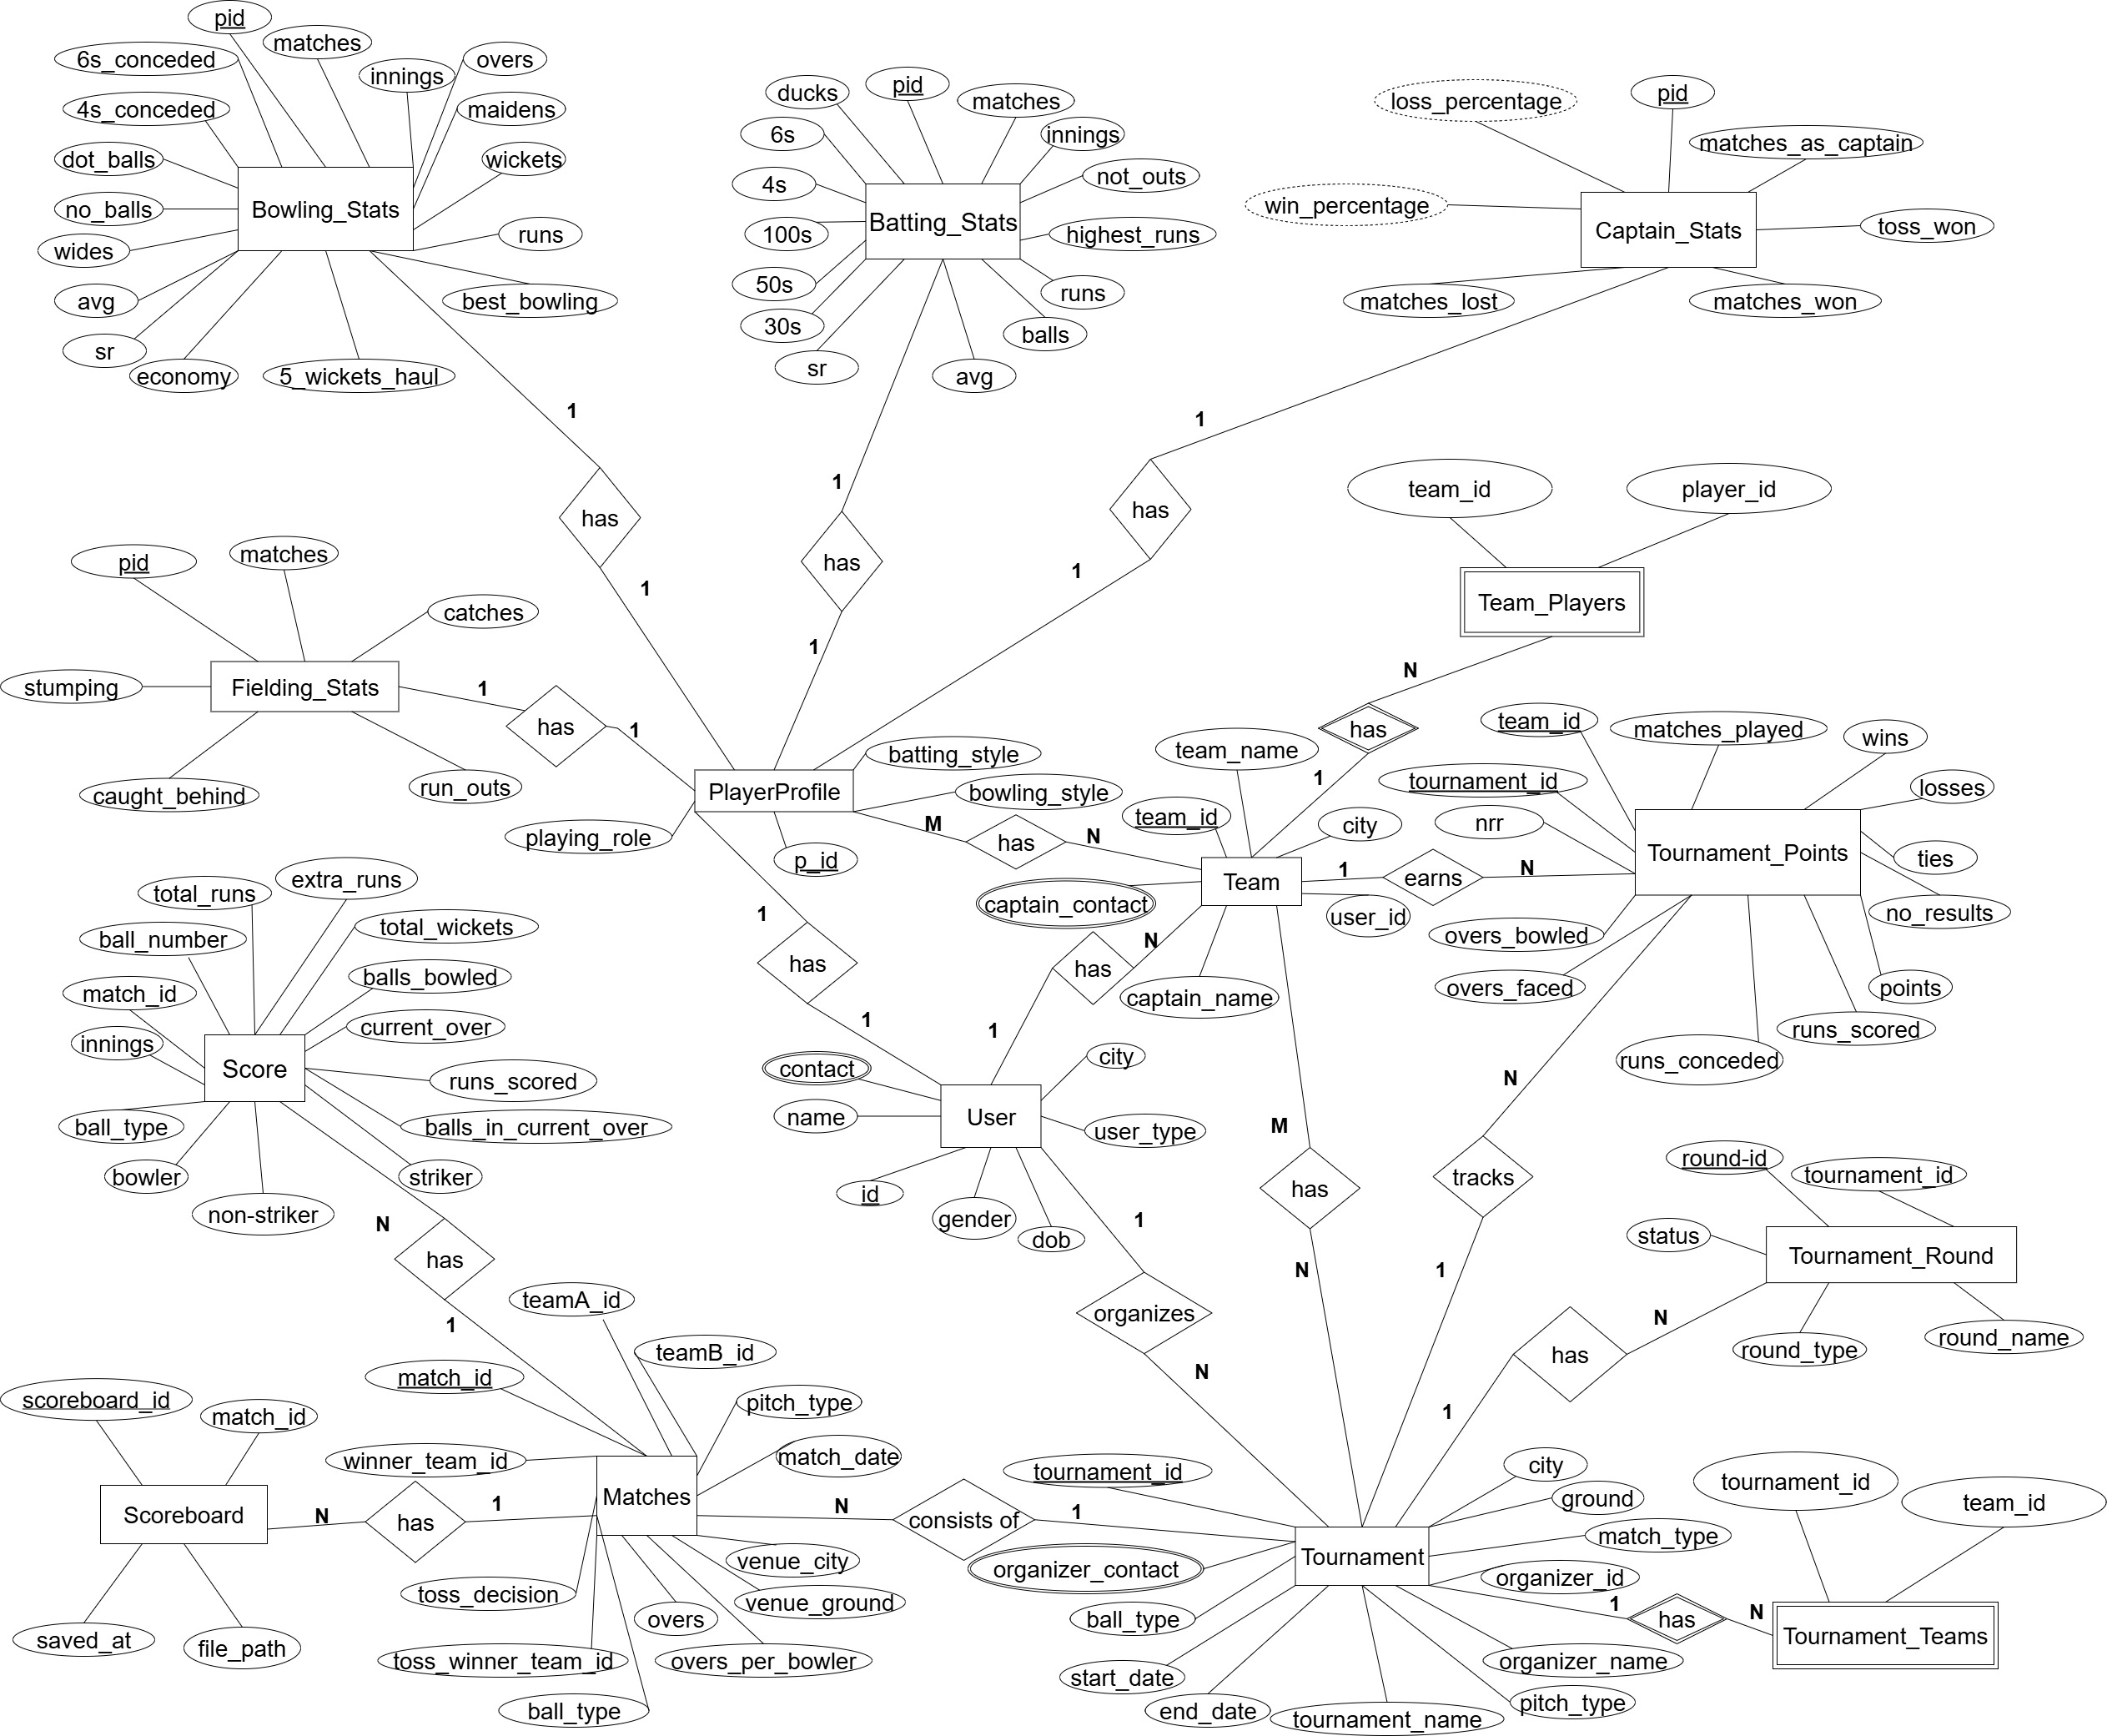 pid
matches
6s_conceded
overs
innings
4s_conceded
maidens
dot_balls
wickets
no_balls
Bowling_Stats
wides
runs
avg
best_bowling
sr
economy
5_wickets_haul
ducks
pid
matches
6s
innings
4s
not_outs
100s
Batting_Stats
highest_runs
50s
runs
30s
balls
sr
avg
loss_percentage
pid
matches_as_captain
win_percentage
Captain_Stats
toss_won
matches_lost
matches_won
1
has
1
1
has
1
1
has
1
team_id
player_id
Team_Players
N
has
1
pid
matches
catches
stumping
Fielding_Stats
caught_behind
run_outs
1
has
1
batting_style
PlayerProfile
bowling_style
playing_role
p_id
M
has
N
team_name
team_id
city
Team
captain_contact
user_id
captain_name
1
earns
N
team_id
matches_played
wins
tournament_id
losses
nrr
Tournament_Points
ties
no_results
overs_bowled
overs_faced
points
runs_scored
runs_conceded
1
has
1
N
has
1
total_runs
extra_runs
ball_number
total_wickets
match_id
balls_bowled
innings
current_over
Score
runs_scored
ball_type
balls_in_current_over
bowler
striker
non-striker
contact
city
name
User
user_type
id
gender
dob
M
has
N
N
tracks
1
round-id
tournament_id
status
Tournament_Round
round_type
round_name
N
has
1
1
organizes
N
N
has
1
teamA_id
teamB_id
match_id
pitch_type
winner_team_id
match_date
Matches
venue_city
toss_decision
venue_ground
overs
toss_winner_team_id
overs_per_bowler
ball_type
scoreboard_id
match_id
Scoreboard
saved_at
file_path
N
has
1
N
consists of
1
tournament_id
city
ground
match_type
Tournament
organizer_contact
organizer_id
ball_type
start_date
organizer_name
end_date
pitch_type
tournament_name
1
has
N
tournament_id
team_id
Tournament_Teams